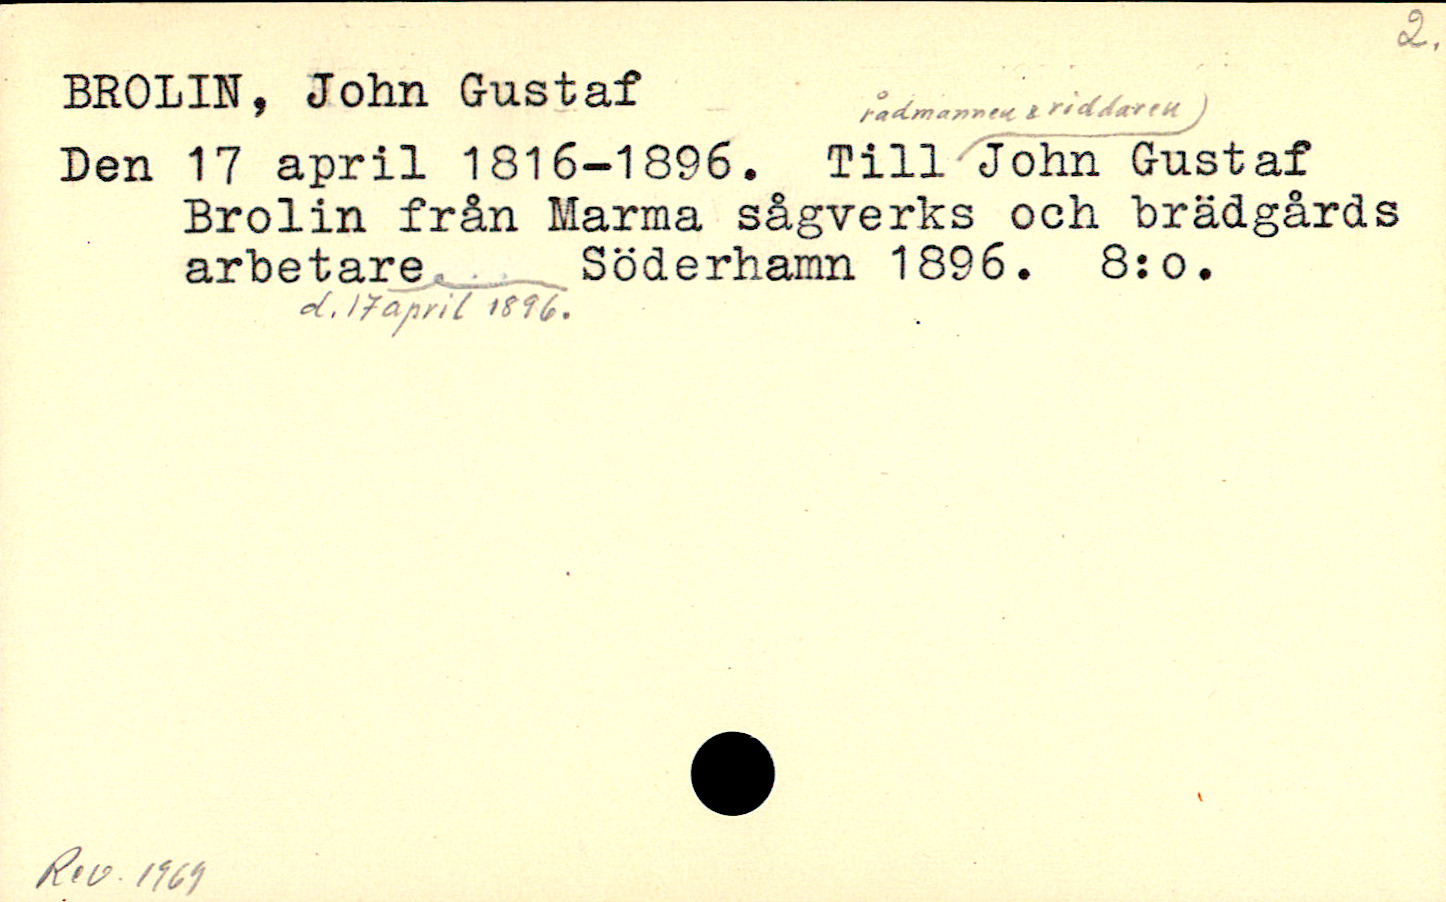 2.
BROLIN, John Gustaf
rådmannen & riddaren
Den 17 april 1816-1896. Till John Gustaf
Brolin från Marma sågverks och brädgårds
arbetare. Söderhamn 1896. 8:o.
d. 17 april 1896.
Rev. 1969